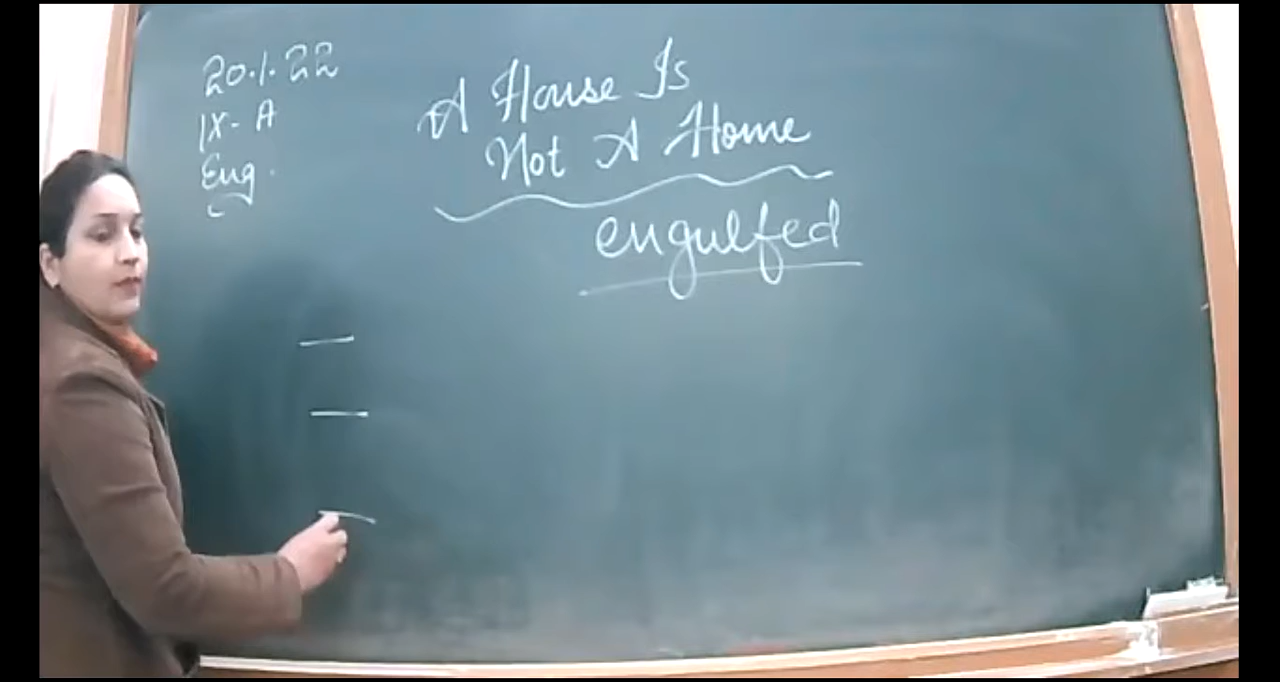 20.1.22
IX-A
Eng.
A House Is
Not A Home
engulfed